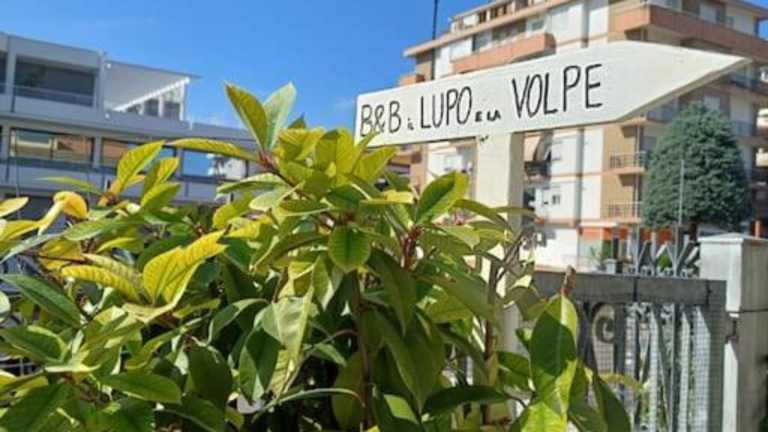 B&B iL LUPO E LA VOLPE